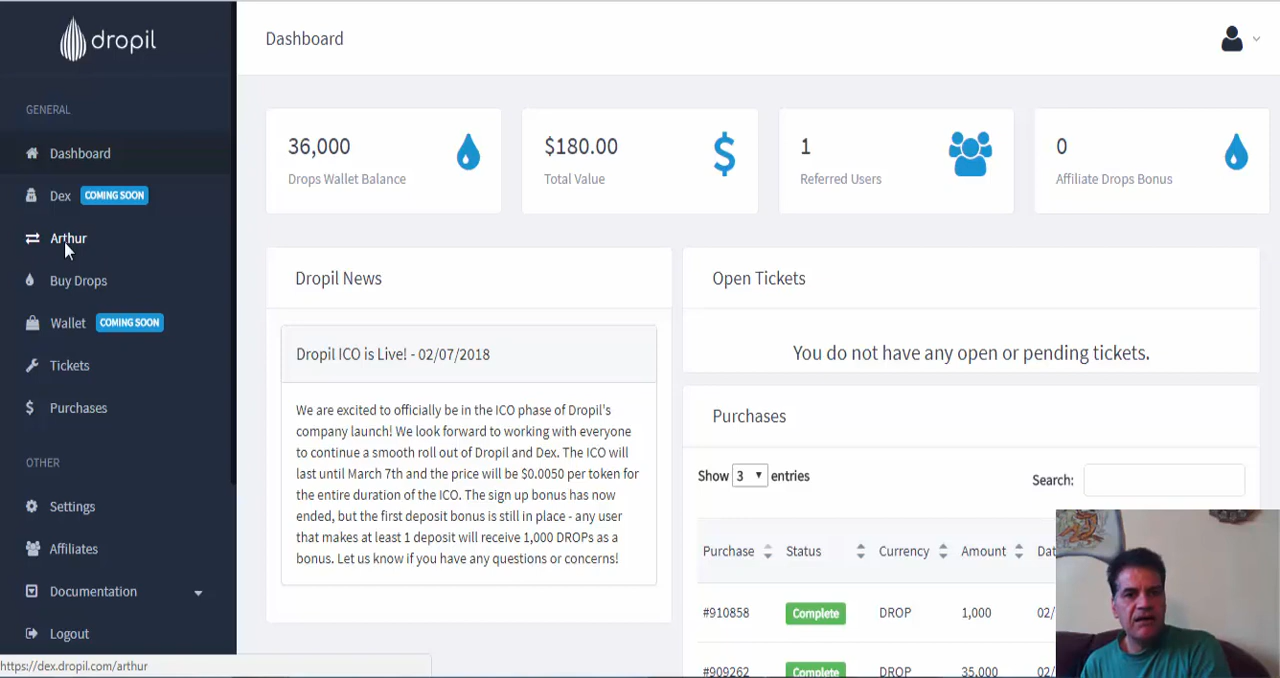 dropil
Dashboard
GENERAL
Dashboard
Dex COMING SOON
Arthur
Buy Drops
Wallet COMING SOON
Tickets
Purchases
OTHER
Settings
Affiliates
Documentation
Logout
https://dex.dropil.com/arthur
36,000
Drops Wallet Balance
$180.00
Total Value
1
Referred Users
0
Affiliate Drops Bonus
Dropil News
Dropil ICO is Live! - 02/07/2018
We are excited to officially be in the ICO phase of Dropil's
company launch! We look forward to working with everyone
to continue a smooth roll out of Dropil and Dex. The ICO will
last until March 7th and the price will be $0.0050 per token for
the entire duration of the ICO. The sign up bonus has now
ended, but the first deposit bonus is still in place - any user
that makes at least 1 deposit will receive 1,000 DROPs as a
bonus. Let us know if you have any questions or concerns!
Open Tickets
You do not have any open or pending tickets.
Purchases
Show 3 entries
Search:
Purchase Status Currency Amount Dat
#910858 Complete DROP 1,000 02/
#909262 Complete DROP 35,000 02/